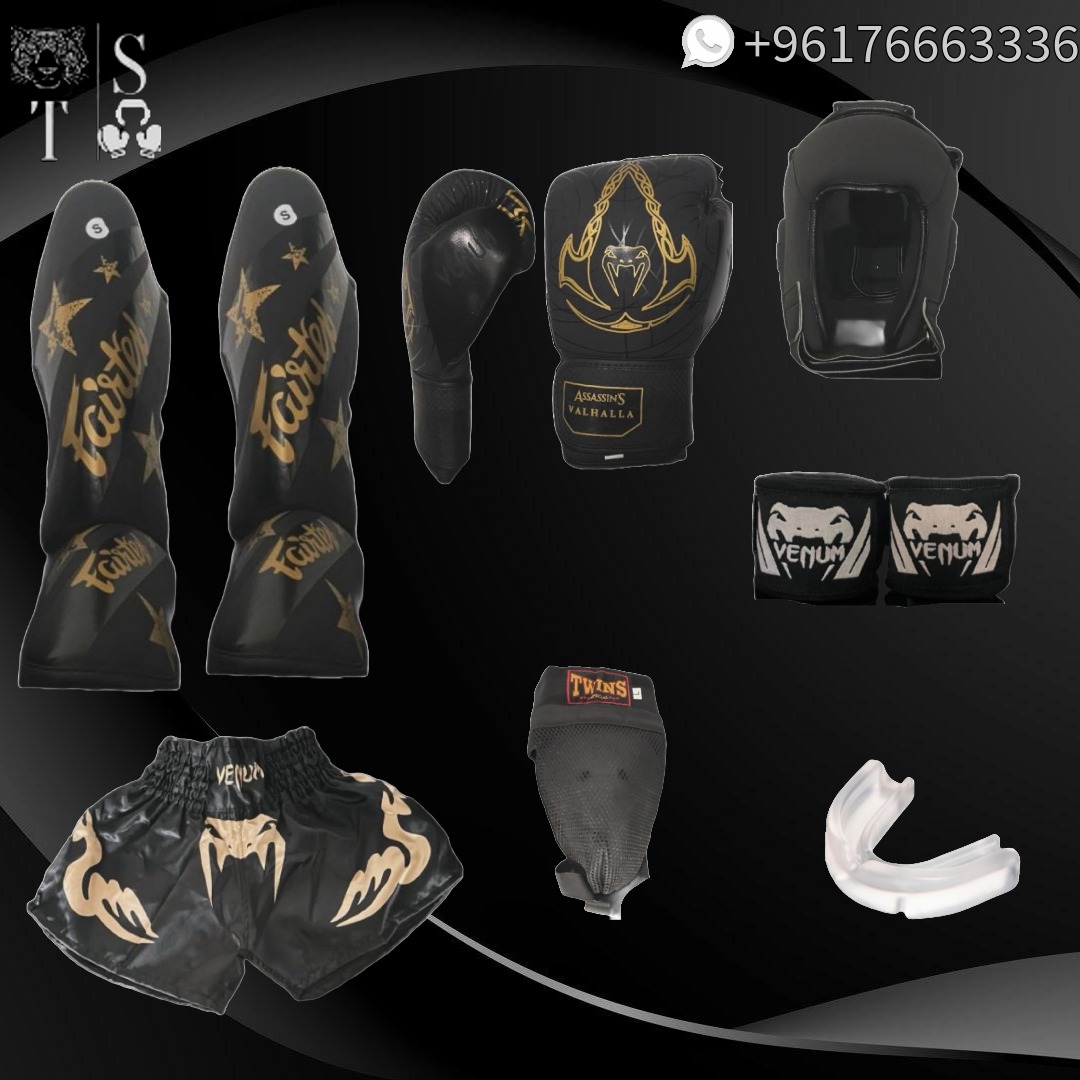 T S
+96176663336
S
S
Fairtex
Fairtex
Fairtex
Fairtex
ASSASSIN'S
VALHALLA
VENUM
VENUM
VENUM
TWINS
L